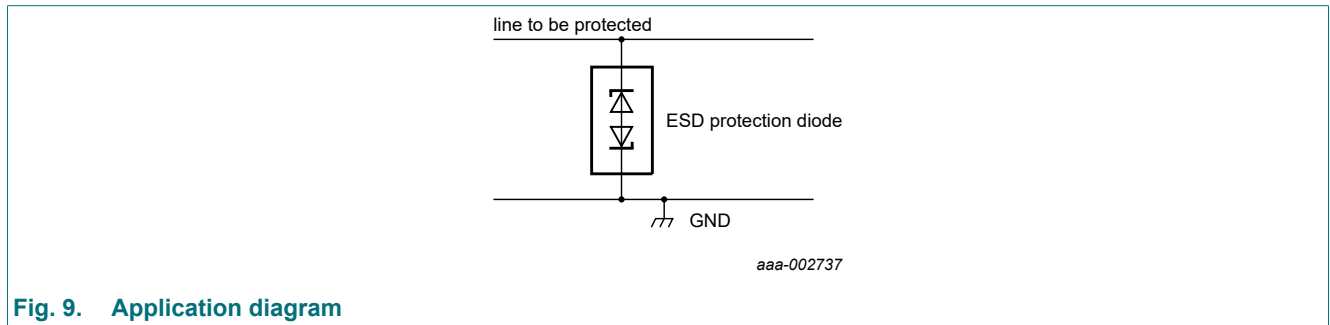 line to be protected
ESD protection diode
GND
aaa-002737
Fig. 9. Application diagram